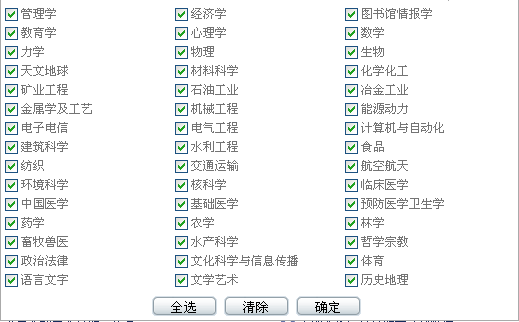 管理学 经济学 图书馆情报学
教育学 心理学 数学
力学 物理 生物
天文地球 材料科学 化学化工
矿业工程 石油工业 冶金工业
金属学及工艺 机械工程 能源动力
电子电信 电气工程 计算机与自动化
建筑科学 水利工程 食品
纺织 交通运输 航空航天
环境科学 核科学 临床医学
中国医学 基础医学 预防医学卫生学
药学 农学 林学
畜牧兽医 水产科学 哲学宗教
政治法律 文化科学与信息传播 体育
语言文字 文学艺术 历史地理
全选 清除 确定